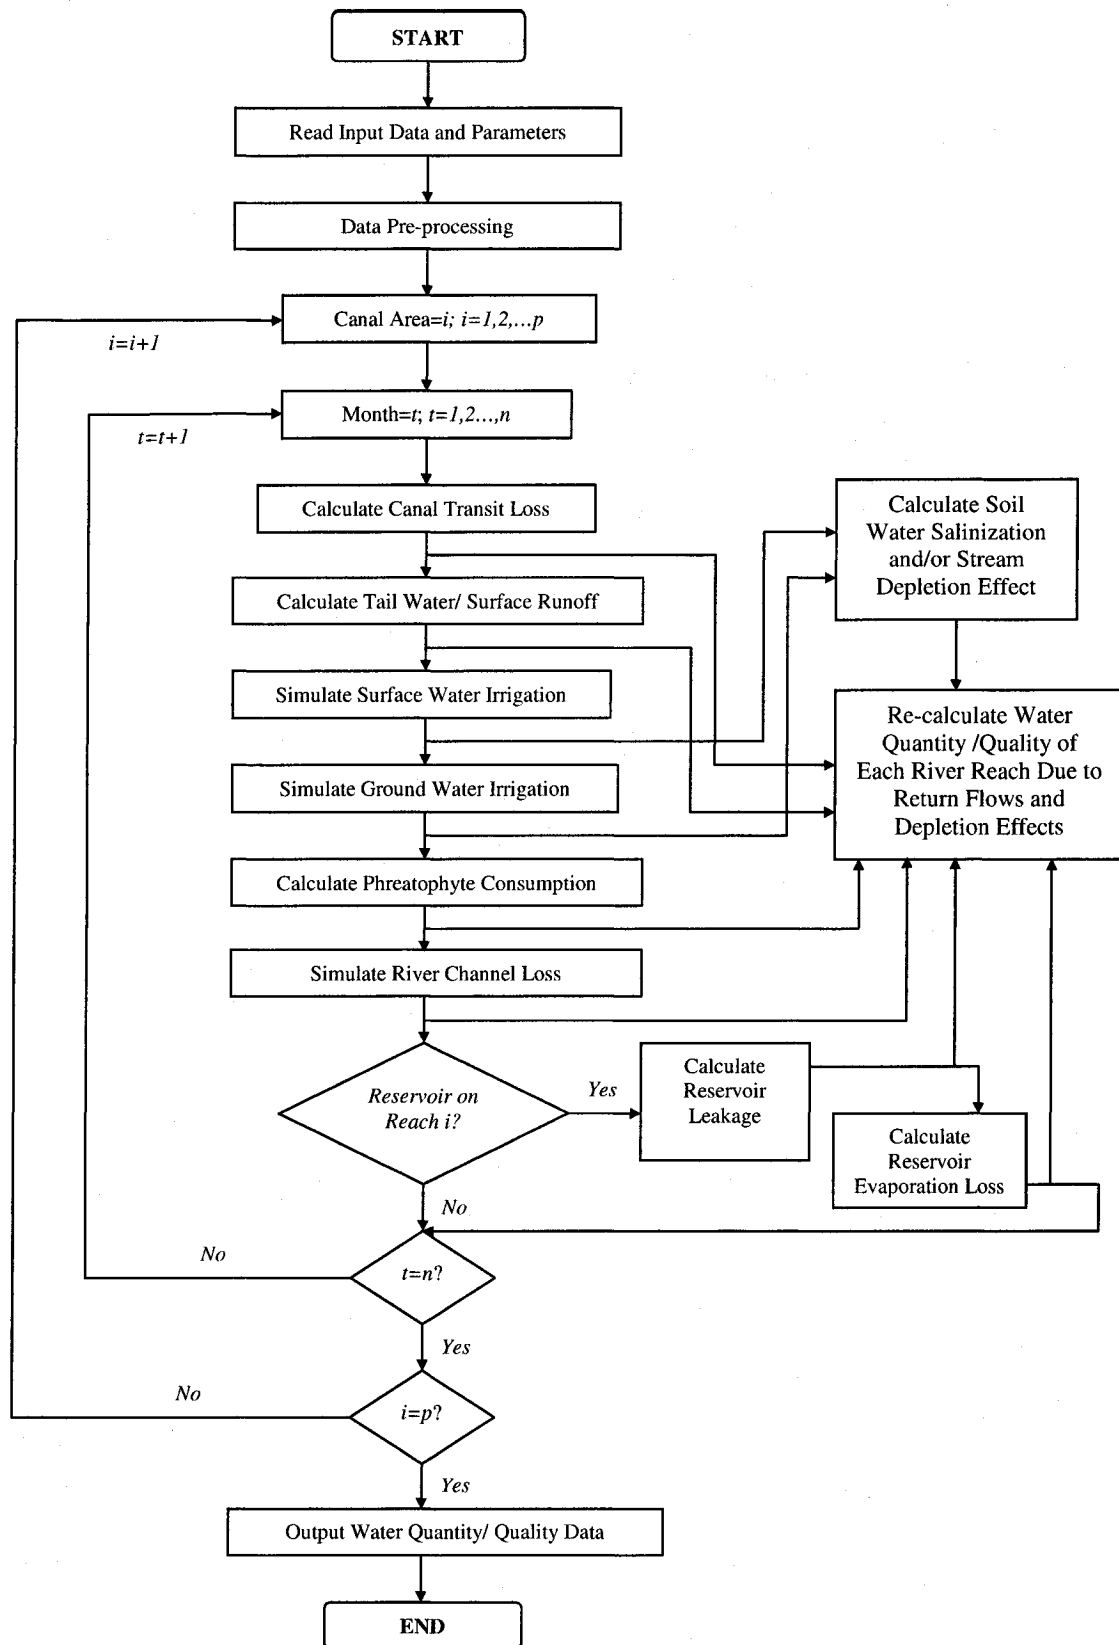 START
Read Input Data and Parameters
Data Pre-processing
Canal Area=i; i=1,2,...p
i=i+1
Month=t; t=1,2...,n
t=t+1
Calculate Canal Transit Loss
Calculate Soil
Water Salinization
and/or Stream
Depletion Effect
Calculate Tail Water/ Surface Runoff
Simulate Surface Water Irrigation
Re-calculate Water
Quantity /Quality of
Each River Reach Due to
Return Flows and
Depletion Effects
Simulate Ground Water Irrigation
Calculate Phreatophyte Consumption
Simulate River Channel Loss
Reservoir on
Reach i?
Yes
Calculate
Reservoir
Leakage
Calculate
Reservoir
Evaporation Loss
No
t=n?
No
Yes
i=p?
No
Yes
Output Water Quantity/ Quality Data
END